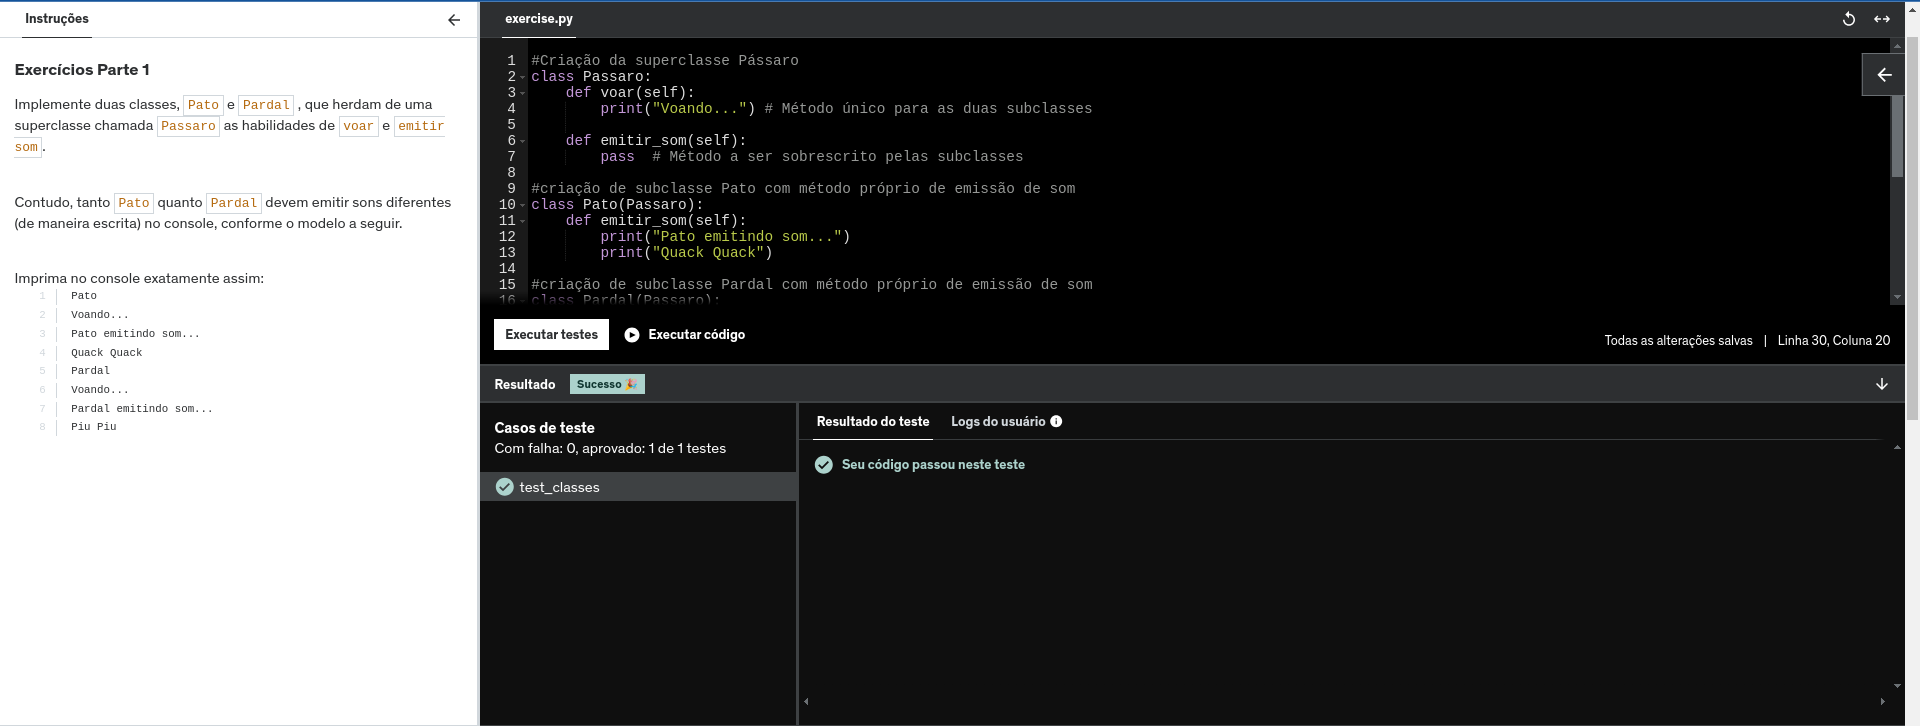 Instruções
Exercícios Parte 1
Implemente duas classes, Pato e Pardal , que herdam de uma
superclasse chamada Passaro as habilidades de voar e emitir
som .
Contudo, tanto Pato quanto Pardal devem emitir sons diferentes
(de maneira escrita) no console, conforme o modelo a seguir.
Imprima no console exatamente assim:
1 Pato
2 Voando...
3 Pato emitindo som...
4 Quack Quack
5 Pardal
6 Voando...
7 Pardal emitindo som...
8 Piu Piu
exercise.py
1 #Criação da superclasse Pássaro
2 class Passaro:
3     def voar(self):
4         print("Voando...") # Método único para as duas subclasses
5
6     def emitir_som(self):
7         pass  # Método a ser sobrescrito pelas subclasses
8
9 #criação de subclasse Pato com método próprio de emissão de som
10 class Pato(Passaro):
11     def emitir_som(self):
12         print("Pato emitindo som...")
13         print("Quack Quack")
14
15 #criação de subclasse Pardal com método próprio de emissão de som
16 class Pardal(Passaro):
Executar testes Executar código
Todas as alterações salvas | Linha 30, Coluna 20
Resultado Sucesso 🎉
Casos de teste
Com falha: 0, aprovado: 1 de 1 testes
test_classes
Resultado do teste Logs do usuário
Seu código passou neste teste